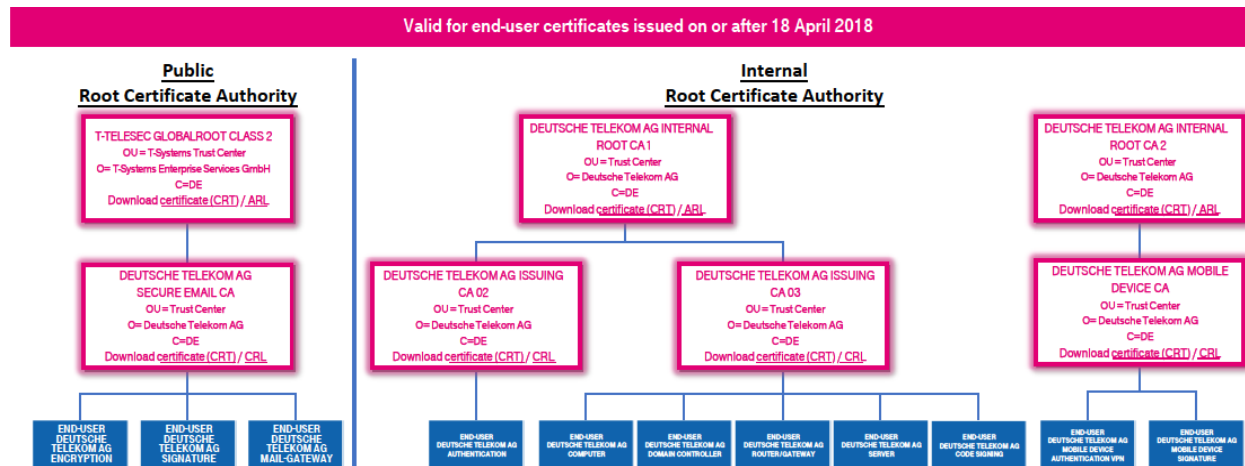 Valid for end-user certificates issued on or after 18 April 2018
Public
Root Certificate Authority
Internal
Root Certificate Authority
T-TELESEC GLOBALROOT CLASS 2
OU = T-Systems Trust Center
O= T-Systems Enterprise Services GmbH
C=DE
Download certificate (CRT) / ARL
DEUTSCHE TELEKOM AG INTERNAL
ROOT CA 1
OU = Trust Center
O= Deutsche Telekom AG
C=DE
Download certificate (CRT) / ARL
DEUTSCHE TELEKOM AG INTERNAL
ROOT CA 2
OU = Trust Center
O= Deutsche Telekom AG
C=DE
Download certificate (CRT) / ARL
DEUTSCHE TELEKOM AG
SECURE EMAIL CA
OU = Trust Center
O= Deutsche Telekom AG
C=DE
Download certificate (CRT) / CRL
DEUTSCHE TELEKOM AG ISSUING
CA 02
OU = Trust Center
O= Deutsche Telekom AG
C=DE
Download certificate (CRT) / CRL
DEUTSCHE TELEKOM AG ISSUING
CA 03
OU = Trust Center
O= Deutsche Telekom AG
C=DE
Download certificate (CRT) / CRL
DEUTSCHE TELEKOM AG MOBILE
DEVICE CA
OU = Trust Center
O= Deutsche Telekom AG
C=DE
Download certificate (CRT) / CRL
END-USER
DEUTSCHE
TELEKOM AG
ENCRYPTION
END-USER
DEUTSCHE
TELEKOM AG
SIGNATURE
END-USER
DEUTSCHE
TELEKOM AG
MAIL-GATEWAY
END-USER
DEUTSCHE TELEKOM AG
AUTHENTICATION
END-USER
DEUTSCHE TELEKOM AG
COMPUTER
END-USER
DEUTSCHE TELEKOM AG
DOMAIN CONTROLLER
END-USER
DEUTSCHE TELEKOM AG
ROUTER/GATEWAY
END-USER
DEUTSCHE TELEKOM AG
SERVER
END-USER
DEUTSCHE TELEKOM AG
CODE SIGNING
END-USER
DEUTSCHE TELEKOM AG
MOBILE DEVICE
AUTHENTICATION VPN
END-USER
DEUTSCHE TELEKOM AG
MOBILE DEVICE
SIGNATURE